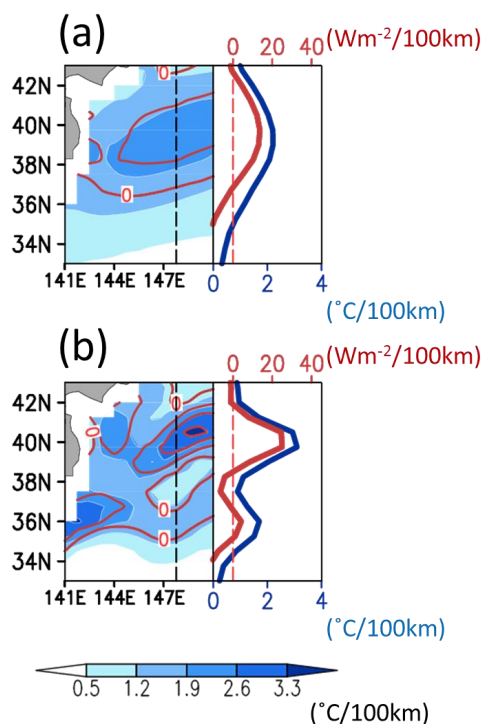 (a)
0 20 40 (Wm-2/100km)
42N
0
40N
38N
36N
0
34N
141E 144E 147E 0 2 4
(˚C/100km)
(b)
0 20 40 (Wm-2/100km)
42N
0
0
40N
38N
36N
0
34N
0
141E 144E 147E 0 2 4
(˚C/100km)
0.5 1.2 1.9 2.6 3.3
(˚C/100km)